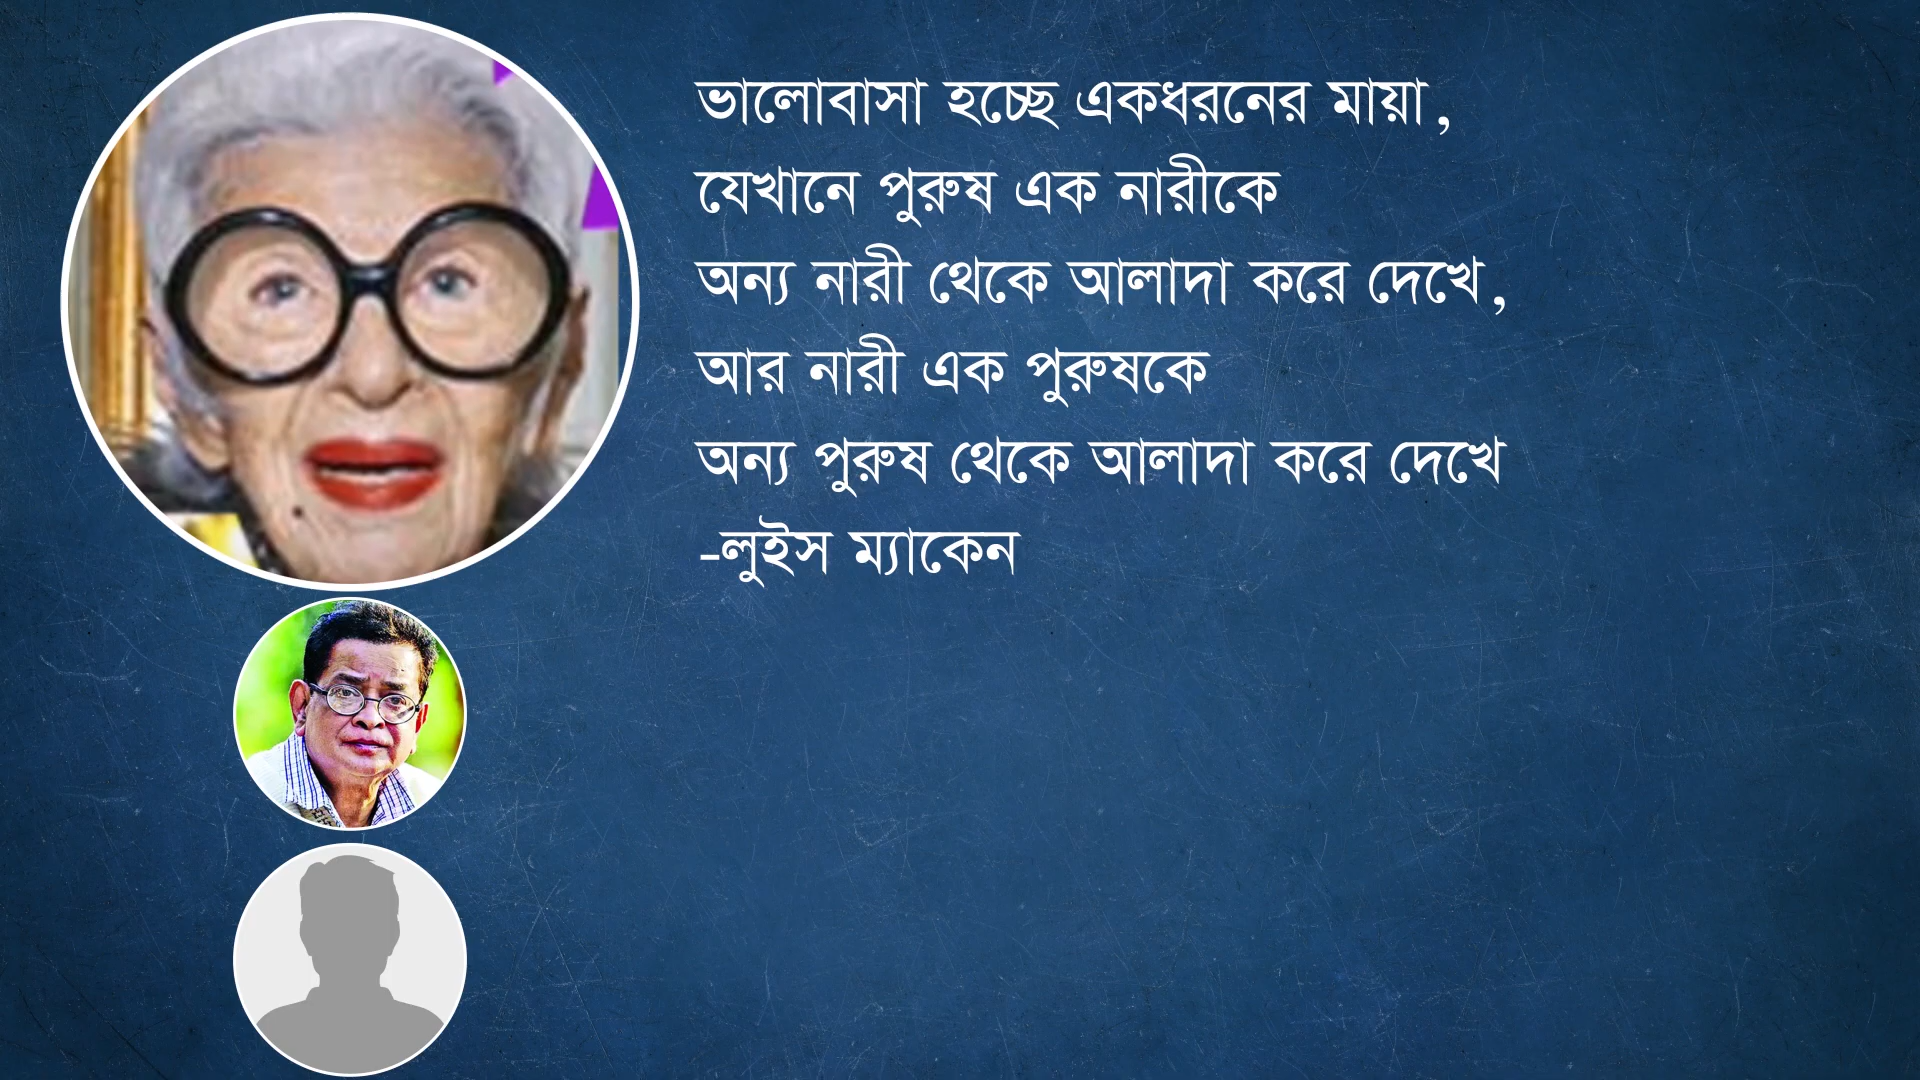 ভালোবাসা হচ্ছে একধরনের মায়া,
যেখানে পুরুষ এক নারীকে
অন্য নারী থেকে আলাদা করে দেখে,
আর নারী এক পুরুষকে
অন্য পুরুষ থেকে আলাদা করে দেখে
-লুইস ম্যাকেন